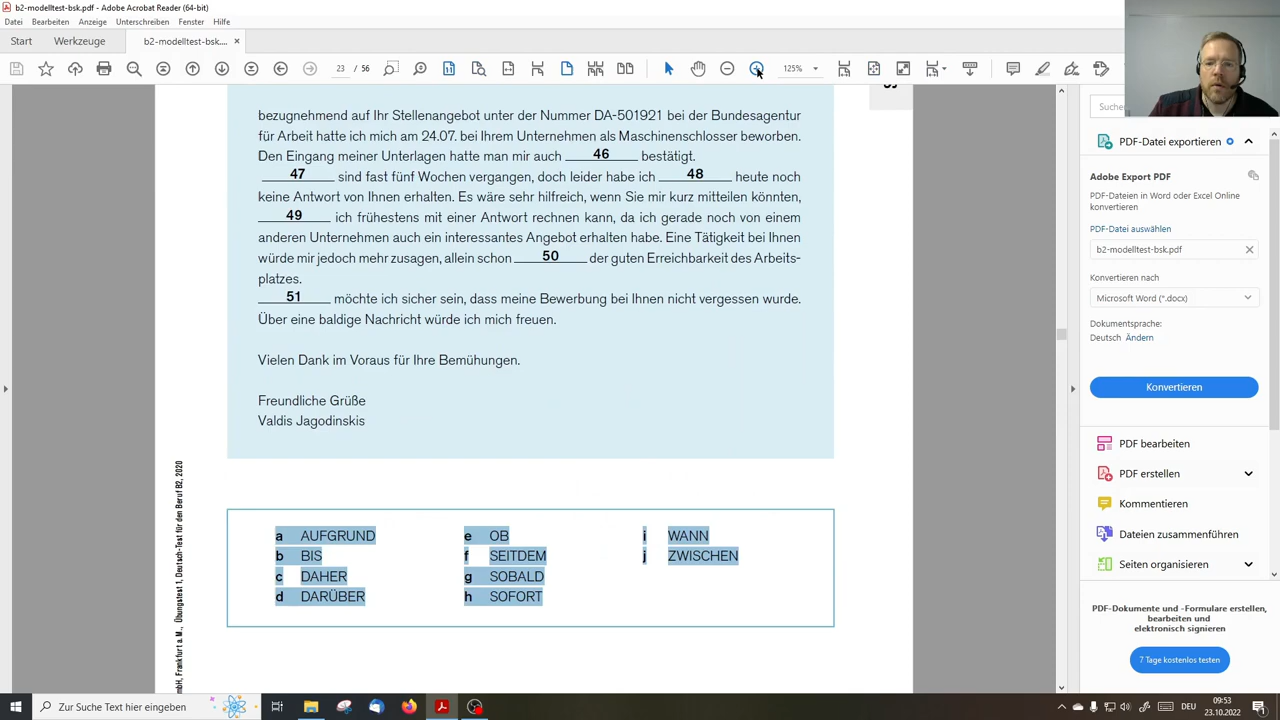 b2-modelltest-bsk.pdf - Adobe Acrobat Reader (64-bit)
Datei Bearbeiten Anzeige Unterschreiben Fenster Hilfe
Start Werkzeuge b2-modelltest-bsk.... ×
23 / 56 125%
bezugnehmend auf Ihr Stellenangebot unter der Nummer DA-501921 bei der Bundesagentur
für Arbeit hatte ich mich am 24.07. bei Ihrem Unternehmen als Maschinenschlosser beworben.
Den Eingang meiner Unterlagen hatte man mir auch 46 bestätigt.
47 sind fast fünf Wochen vergangen, doch leider habe ich 48 heute noch
keine Antwort von Ihnen erhalten. Es wäre sehr hilfreich, wenn Sie mir kurz mitteilen könnten,
49 ich frühestens mit einer Antwort rechnen kann, da ich gerade noch von einem
anderen Unternehmen auch ein interessantes Angebot erhalten habe. Eine Tätigkeit bei Ihnen
würde mir jedoch mehr zusagen, allein schon 50 der guten Erreichbarkeit des Arbeits-
platzes.
51 möchte ich sicher sein, dass meine Bewerbung bei Ihnen nicht vergessen wurde.
Über eine baldige Nachricht würde ich mich freuen.
Vielen Dank im Voraus für Ihre Bemühungen.
Freundliche Grüße
Valdis Jagodinskis
a AUFGRUND e OB i WANN
b BIS f SEITDEM j ZWISCHEN
c DAHER g SOBALD
d DARÜBER h SOFORT
mbH, Frankfurt a.M., Übungstest 1, Deutsch-Test für den Beruf B2, 2020
Suchen
PDF-Datei exportieren
Adobe Export PDF
PDF-Dateien in Word oder Excel Online
konvertieren
PDF-Datei auswählen
b2-modelltest-bsk.pdf
Konvertieren nach
Microsoft Word (*.docx)
Dokumentsprache:
Deutsch Ändern
Konvertieren
PDF bearbeiten
PDF erstellen
Kommentieren
Dateien zusammenführen
Seiten organisieren
PDF-Dokumente und -Formulare erstellen,
bearbeiten und
elektronisch signieren
7 Tage kostenlos testen
Zur Suche Text hier eingeben
DEU
09:53
23.10.2022